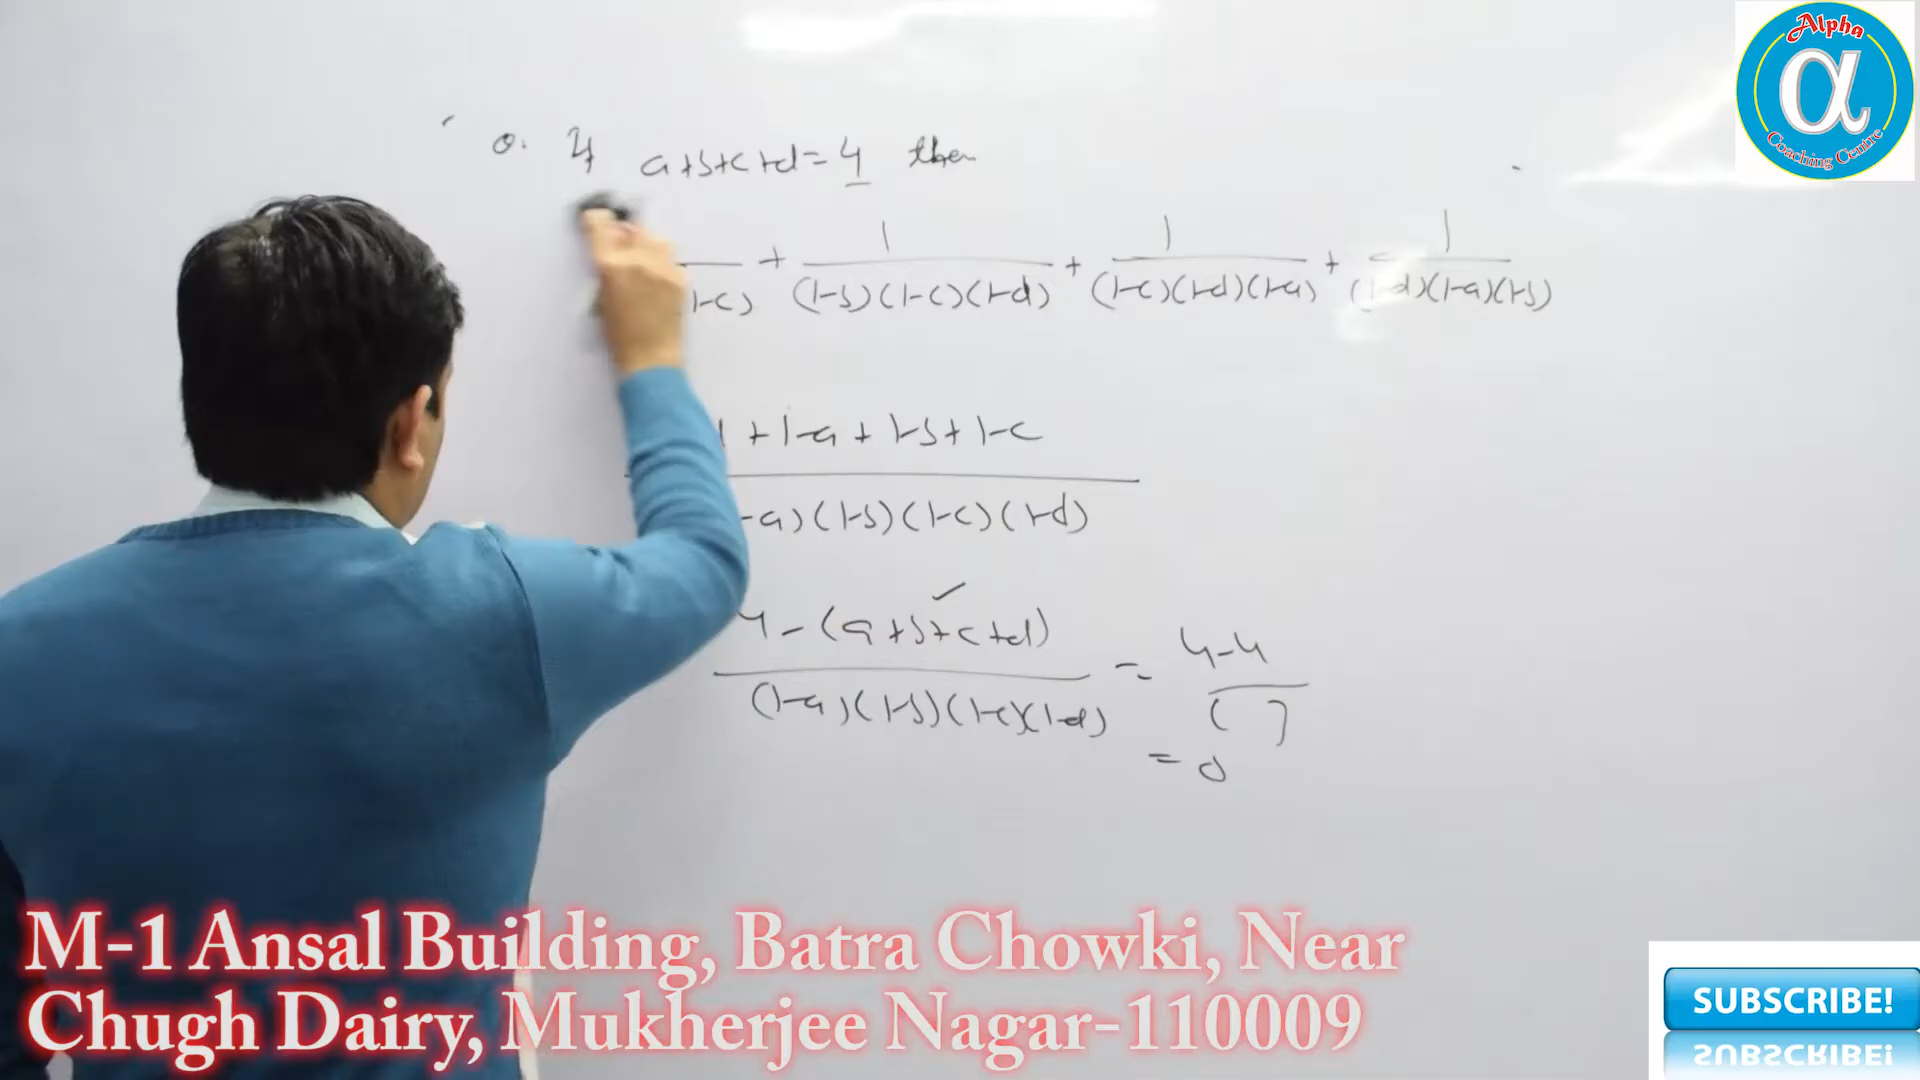 Alpha
α
Coaching Centre
Q. If a+b+c+d=4 then
1 + 1 + 1
-c) + (1-b)(1-c)(1-d) + (1-c)(1-d)(1-a) + (1-d)(1-a)(1-b)
+1-a+1-b+1-c
-a)(1-b)(1-c)(1-d)
4-(a+b+c+d) = 4-4
(1-a)(1-b)(1-c)(1-d) ( )
= 0
M-1 Ansal Building, Batra Chowki, Near
Chugh Dairy, Mukherjee Nagar-110009
SUBSCRIBE!